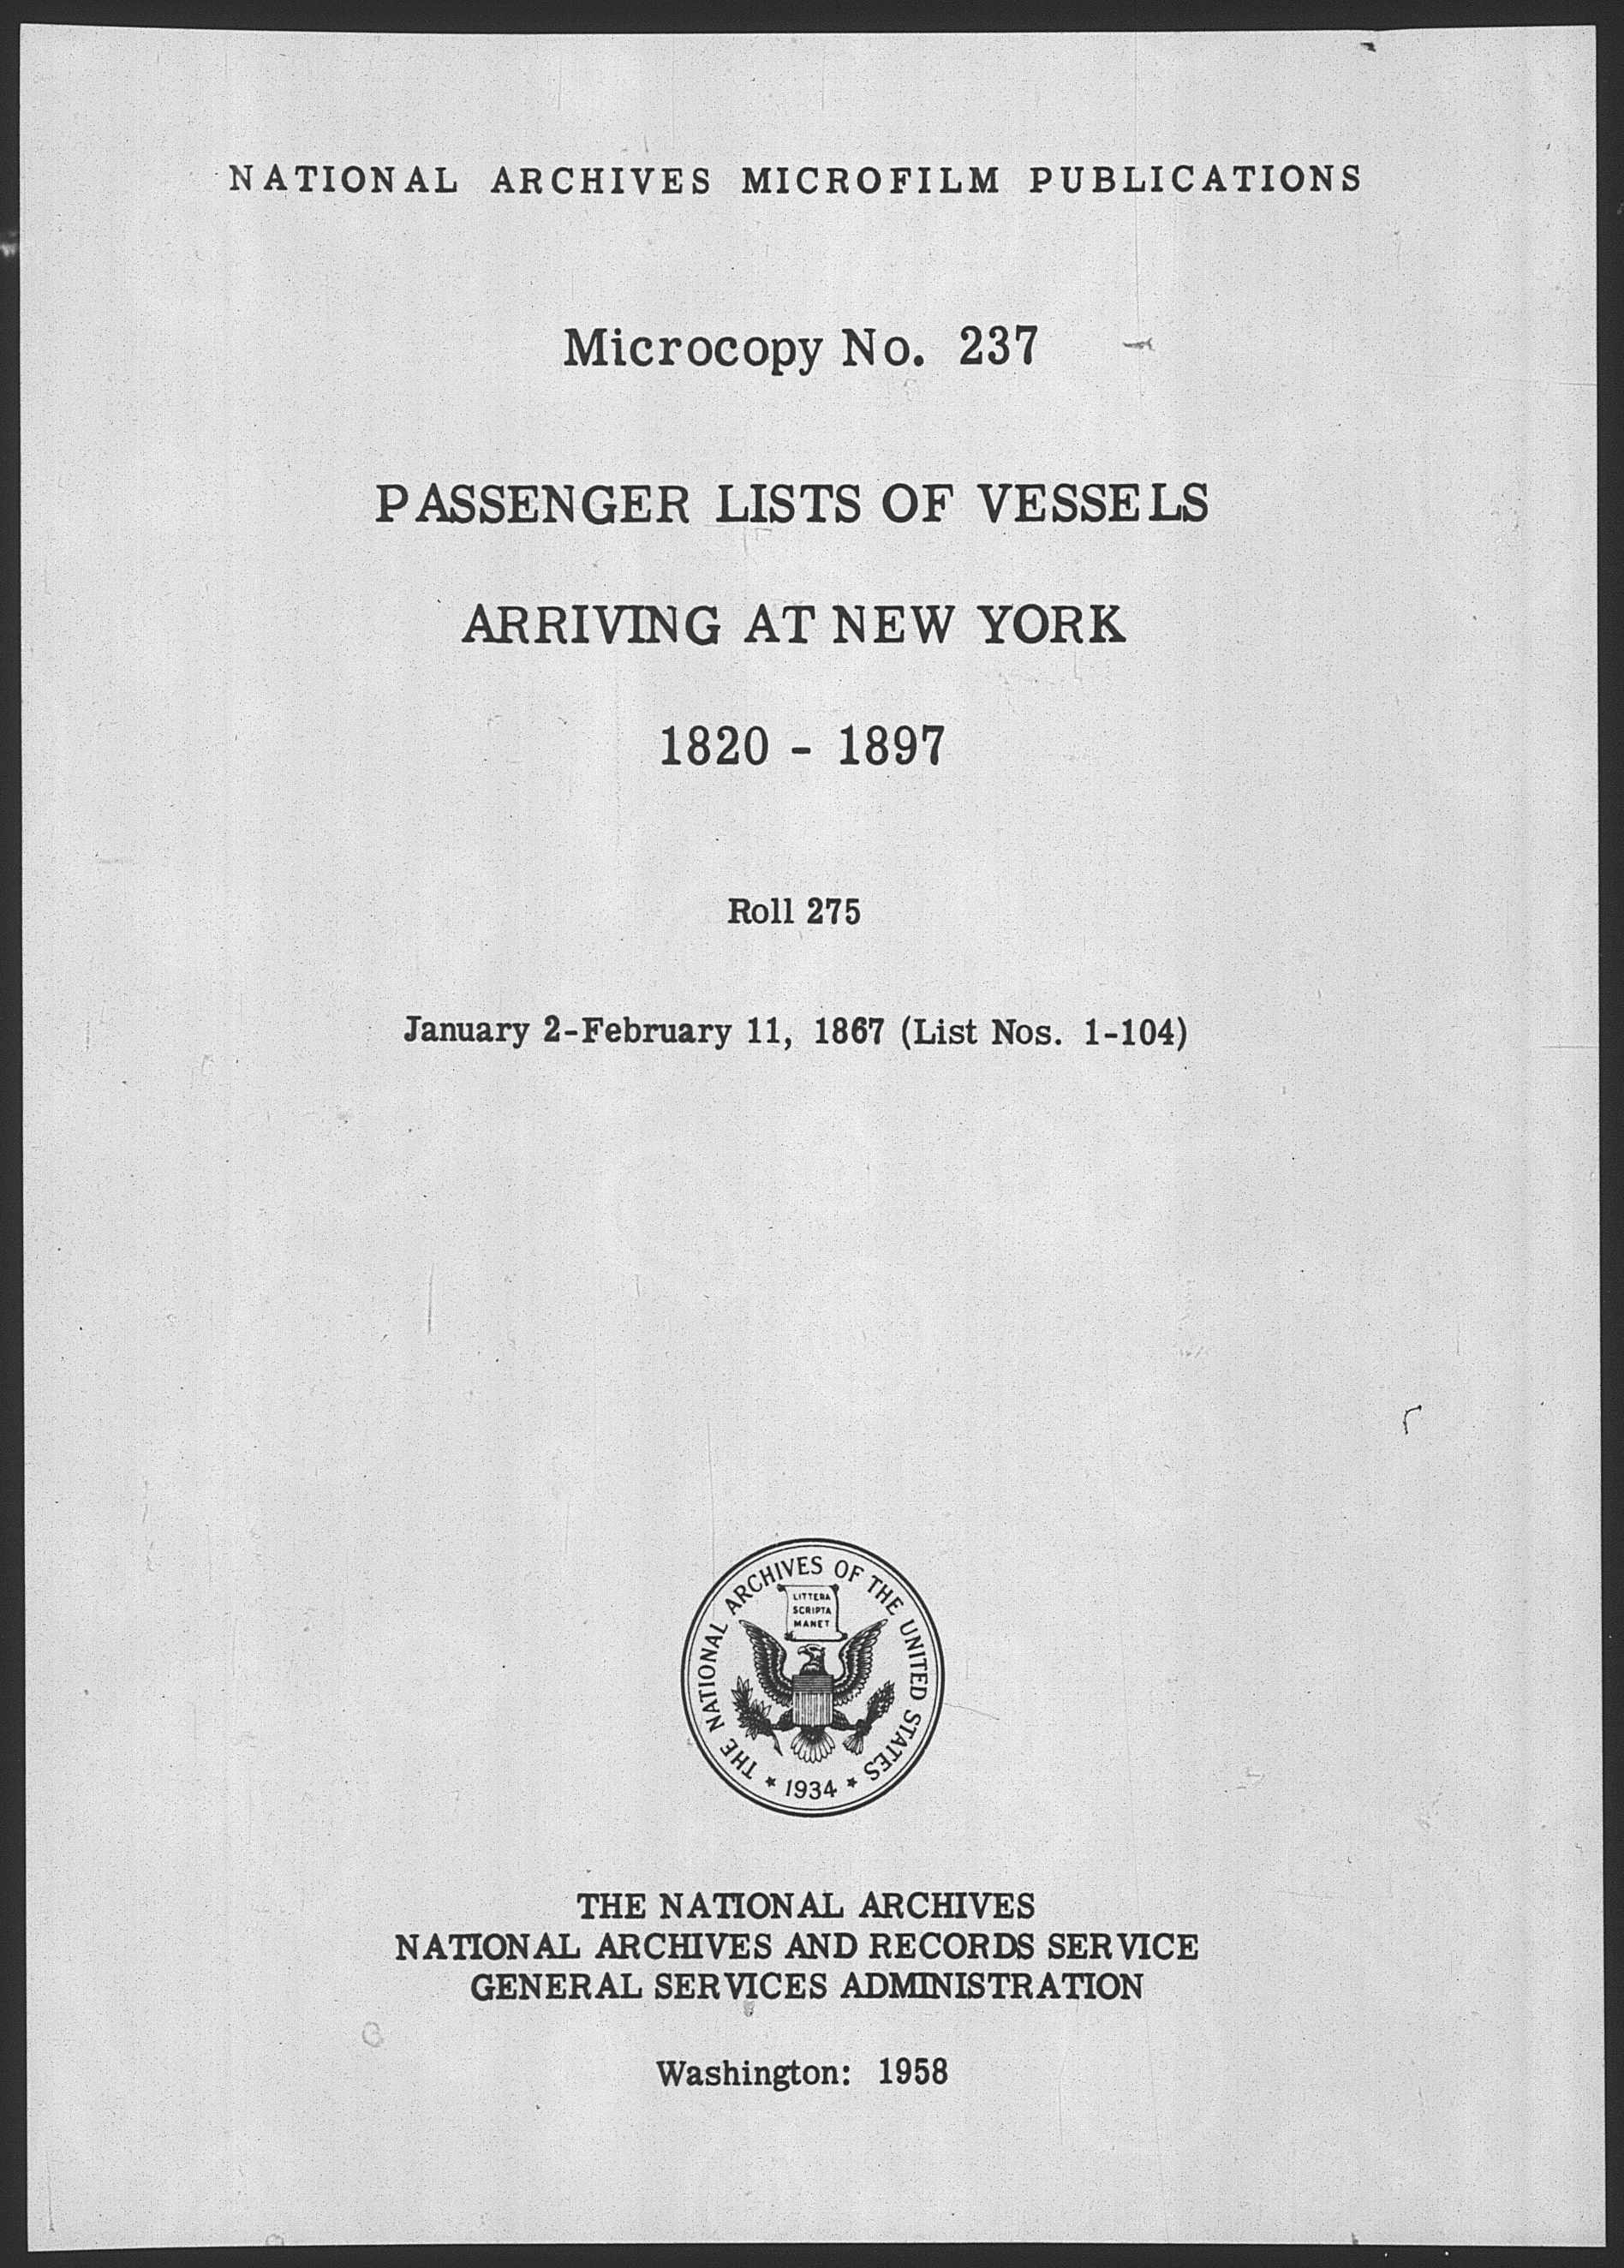 NATIONAL ARCHIVES MICROFILM PUBLICATIONS
Microcopy No. 237
PASSENGER LISTS OF VESSELS
ARRIVING AT NEW YORK
1820 - 1897
Roll 275
January 2-February 11, 1867 (List Nos. 1-104)
THE NATIONAL ARCHIVES OF THE UNITED STATES
LITTERA
SCRIPTA
MANET
* 1934 *
THE NATIONAL ARCHIVES
NATIONAL ARCHIVES AND RECORDS SERVICE
GENERAL SERVICES ADMINISTRATION
Washington: 1958